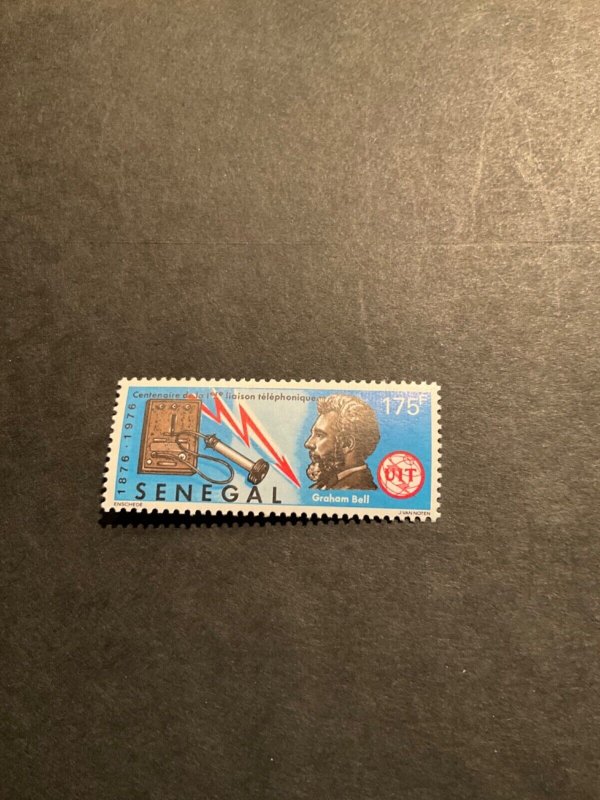 Centenaire de la 1ère liaison téléphonique
175F
1876 - 1976
UIT
SENEGAL
Graham Bell
ENSCHEDE
J. VAN NOTEN